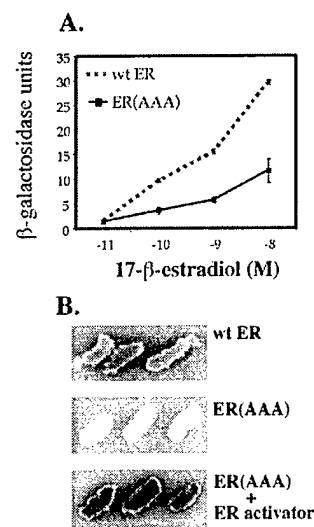 A.
β-galactosidase units
35
30
25
20
15
10
5
0
wt ER
ER(AAA)
-11 -10 -9 -8
17-β-estradiol (M)
B.
wt ER
ER(AAA)
ER(AAA)
+
ER activator